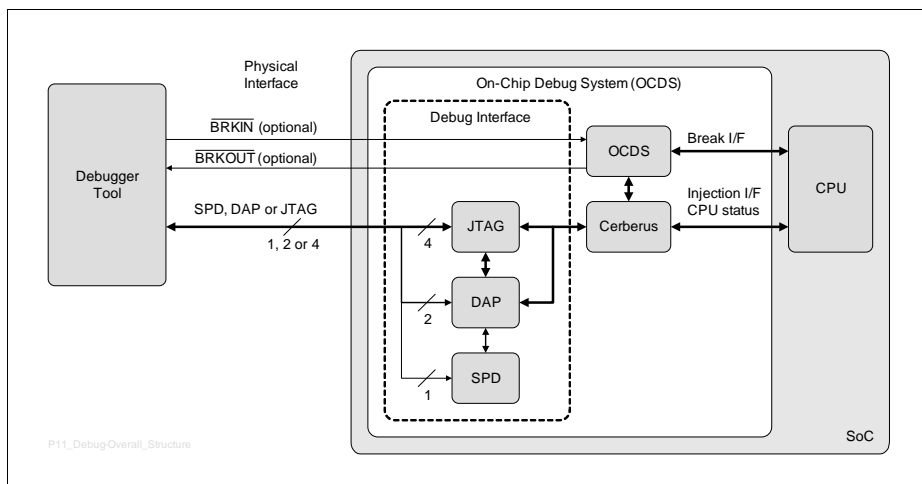 Physical
Interface
On-Chip Debug System (OCDS)
Debug Interface
BRKIN (optional)
BRKOUT (optional)
Debugger
Tool
OCDS
Break I/F
CPU
Injection I/F
CPU status
Cerberus
SPD, DAP or JTAG
1, 2 or 4
4
JTAG
2
DAP
1
SPD
SoC
P11_Debug-Overall_Structure